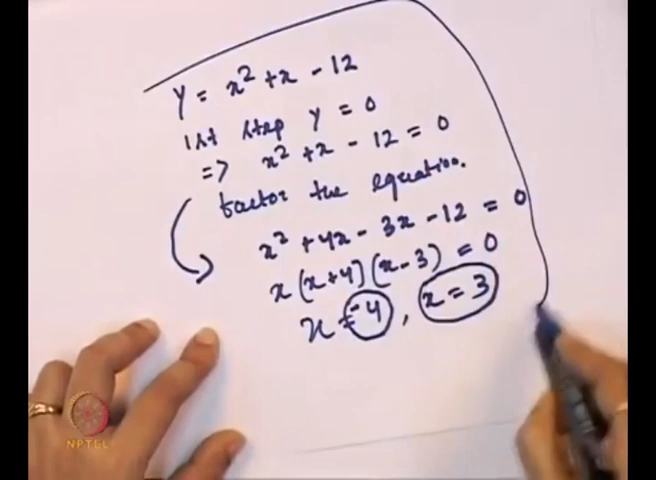 y = x² + x - 12
1st step y = 0
=> x² + x - 12 = 0
factor the equation.
x² + 4x - 3x - 12 = 0
x (x+4) (x-3) = 0
x = -4 , x = 3
NPTEL